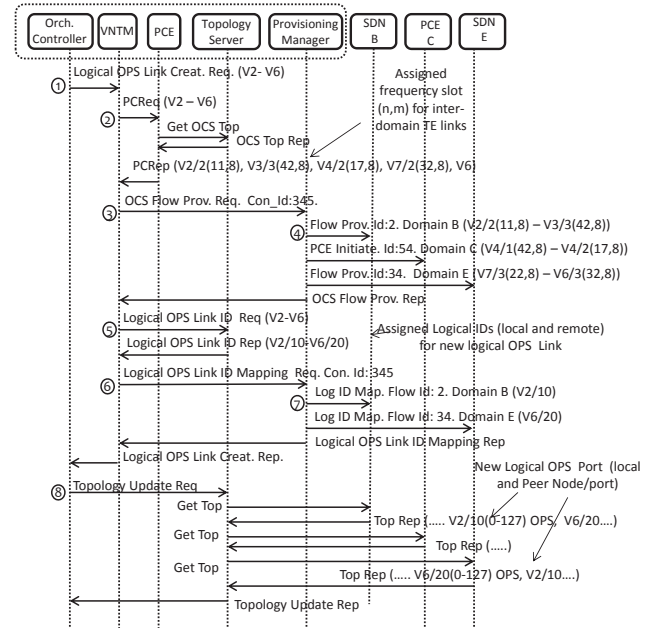 Orch. Controller
VNTM
PCE
Topology Server
Provisioning Manager
SDN B
PCE C
SDN E
Logical OPS Link Creat. Req. (V2- V6)
1
Assigned frequency slot (n,m) for inter-domain TE links
PCReq (V2 – V6)
2
Get OCS Top
OCS Top Rep
PCRep (V2/2(11,8), V3/3(42,8), V4/2(17,8), V7/2(32,8), V6)
OCS Flow Prov. Req. Con_Id:345.
3
Flow Prov. Id:2. Domain B (V2/2(11,8) – V3/3(42,8))
4
PCE Initiate. Id:54. Domain C (V4/1(42,8) – V4/2(17,8))
Flow Prov. Id:34. Domain E (V7/3(22,8) – V6/3(32,8))
OCS Flow Prov. Rep
Logical OPS Link ID Req (V2-V6)
5
Assigned Logical IDs (local and remote) for new logical OPS Link
Logical OPS Link ID Rep (V2/10-V6/20)
Logical OPS Link ID Mapping Req. Con. Id: 345
6
Log ID Map. Flow Id: 2. Domain B (V2/10)
7
Log ID Map. Flow Id: 34. Domain E (V6/20)
Logical OPS Link ID Mapping Rep
Logical OPS Link Creat. Rep.
New Logical OPS Port (local and Peer Node/port)
8
Topology Update Req
Get Top
Top Rep (..... V2/10(0-127) OPS, V6/20....)
Get Top
Top Rep (.....)
Get Top
Top Rep (..... V6/20(0-127) OPS, V2/10....)
Topology Update Rep